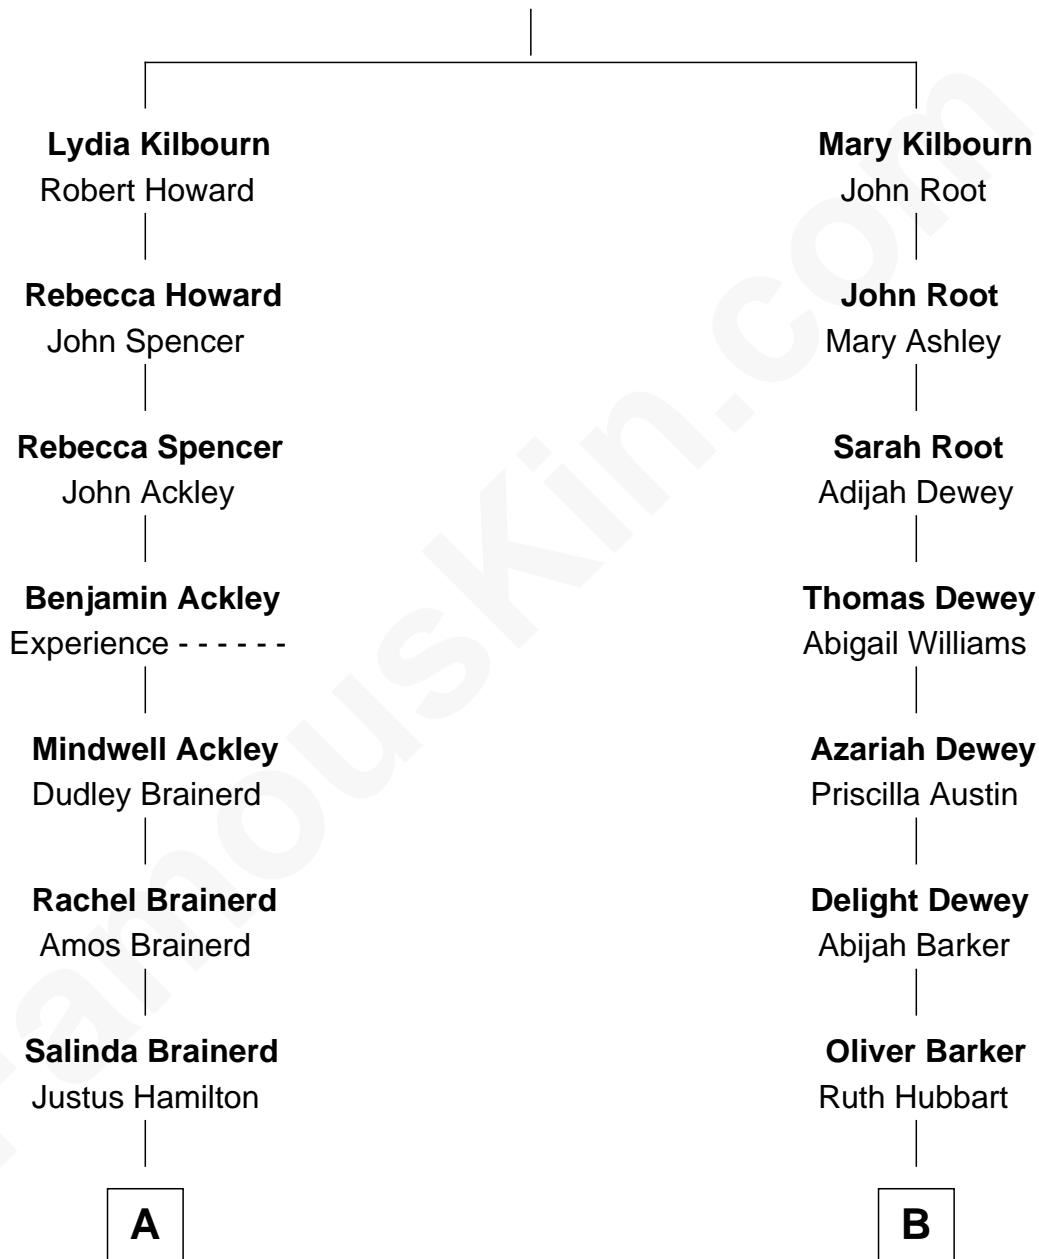 Lydia Kilbourn
Robert Howard
Rebecca Howard
John Spencer
Rebecca Spencer
John Ackley
Benjamin Ackley
Experience - - - - - -
Mindwell Ackley
Dudley Brainerd
Rachel Brainerd
Amos Brainerd
Salinda Brainerd
Justus Hamilton
A
Mary Kilbourn
John Root
John Root
Mary Ashley
Sarah Root
Adijah Dewey
Thomas Dewey
Abigail Williams
Azariah Dewey
Priscilla Austin
Delight Dewey
Abijah Barker
Oliver Barker
Ruth Hubbart
B
FamousKin.com